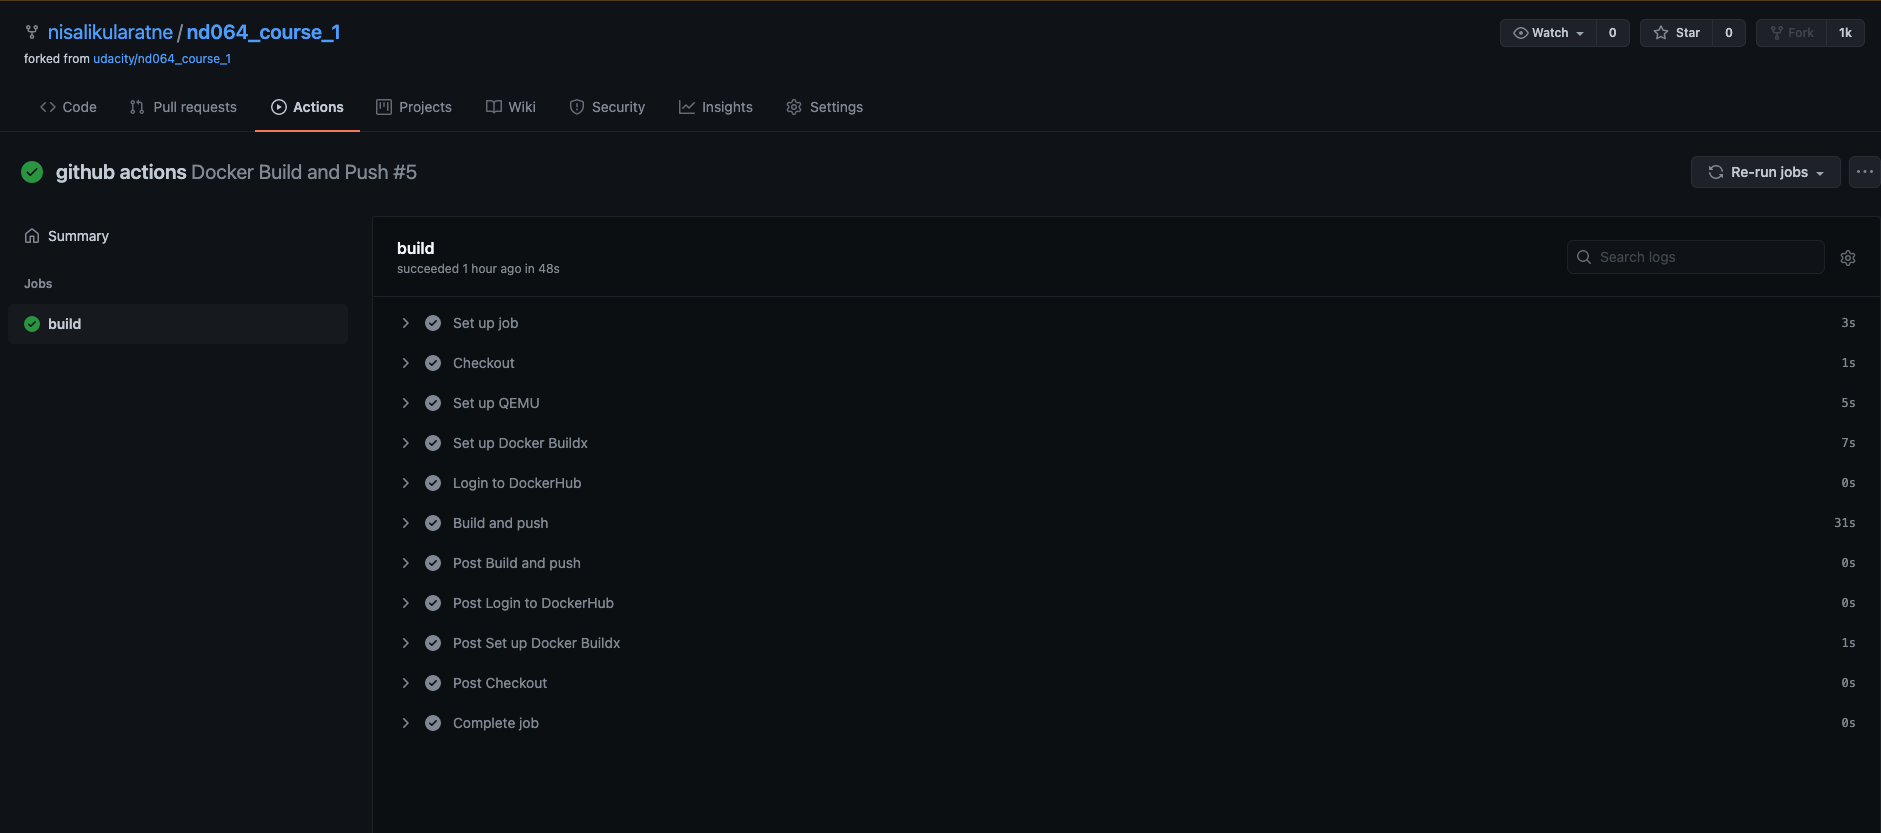 nisalikularatne / nd064_course_1
Watch 0 Star 0 Fork 1k
forked from udacity/nd064_course_1
Code Pull requests Actions Projects Wiki Security Insights Settings
github actions Docker Build and Push #5
Re-run jobs
Summary
Jobs
build
build
succeeded 1 hour ago in 48s
Search logs
Set up job 3s
Checkout 1s
Set up QEMU 5s
Set up Docker Buildx 7s
Login to DockerHub 0s
Build and push 31s
Post Build and push 0s
Post Login to DockerHub 0s
Post Set up Docker Buildx 1s
Post Checkout 0s
Complete job 0s